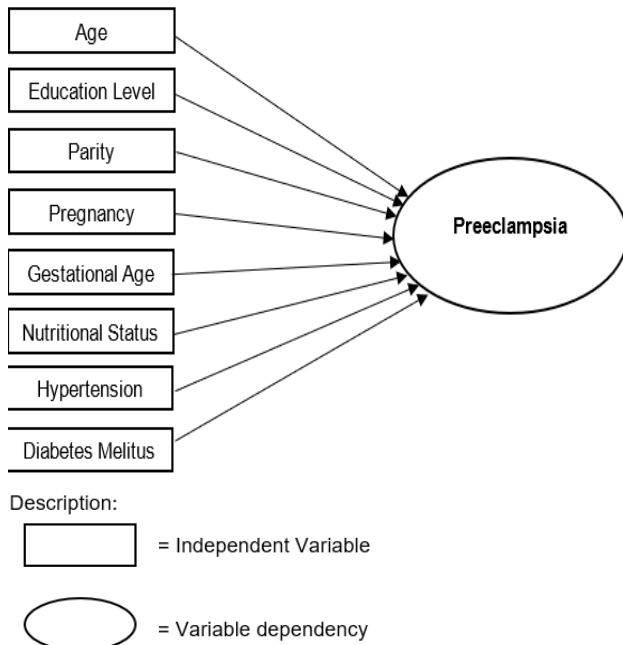 Age
Education Level
Parity
Pregnancy
Gestational Age
Nutritional Status
Hypertension
Diabetes Melitus
Preeclampsia
Description:
= Independent Variable
= Variable dependency